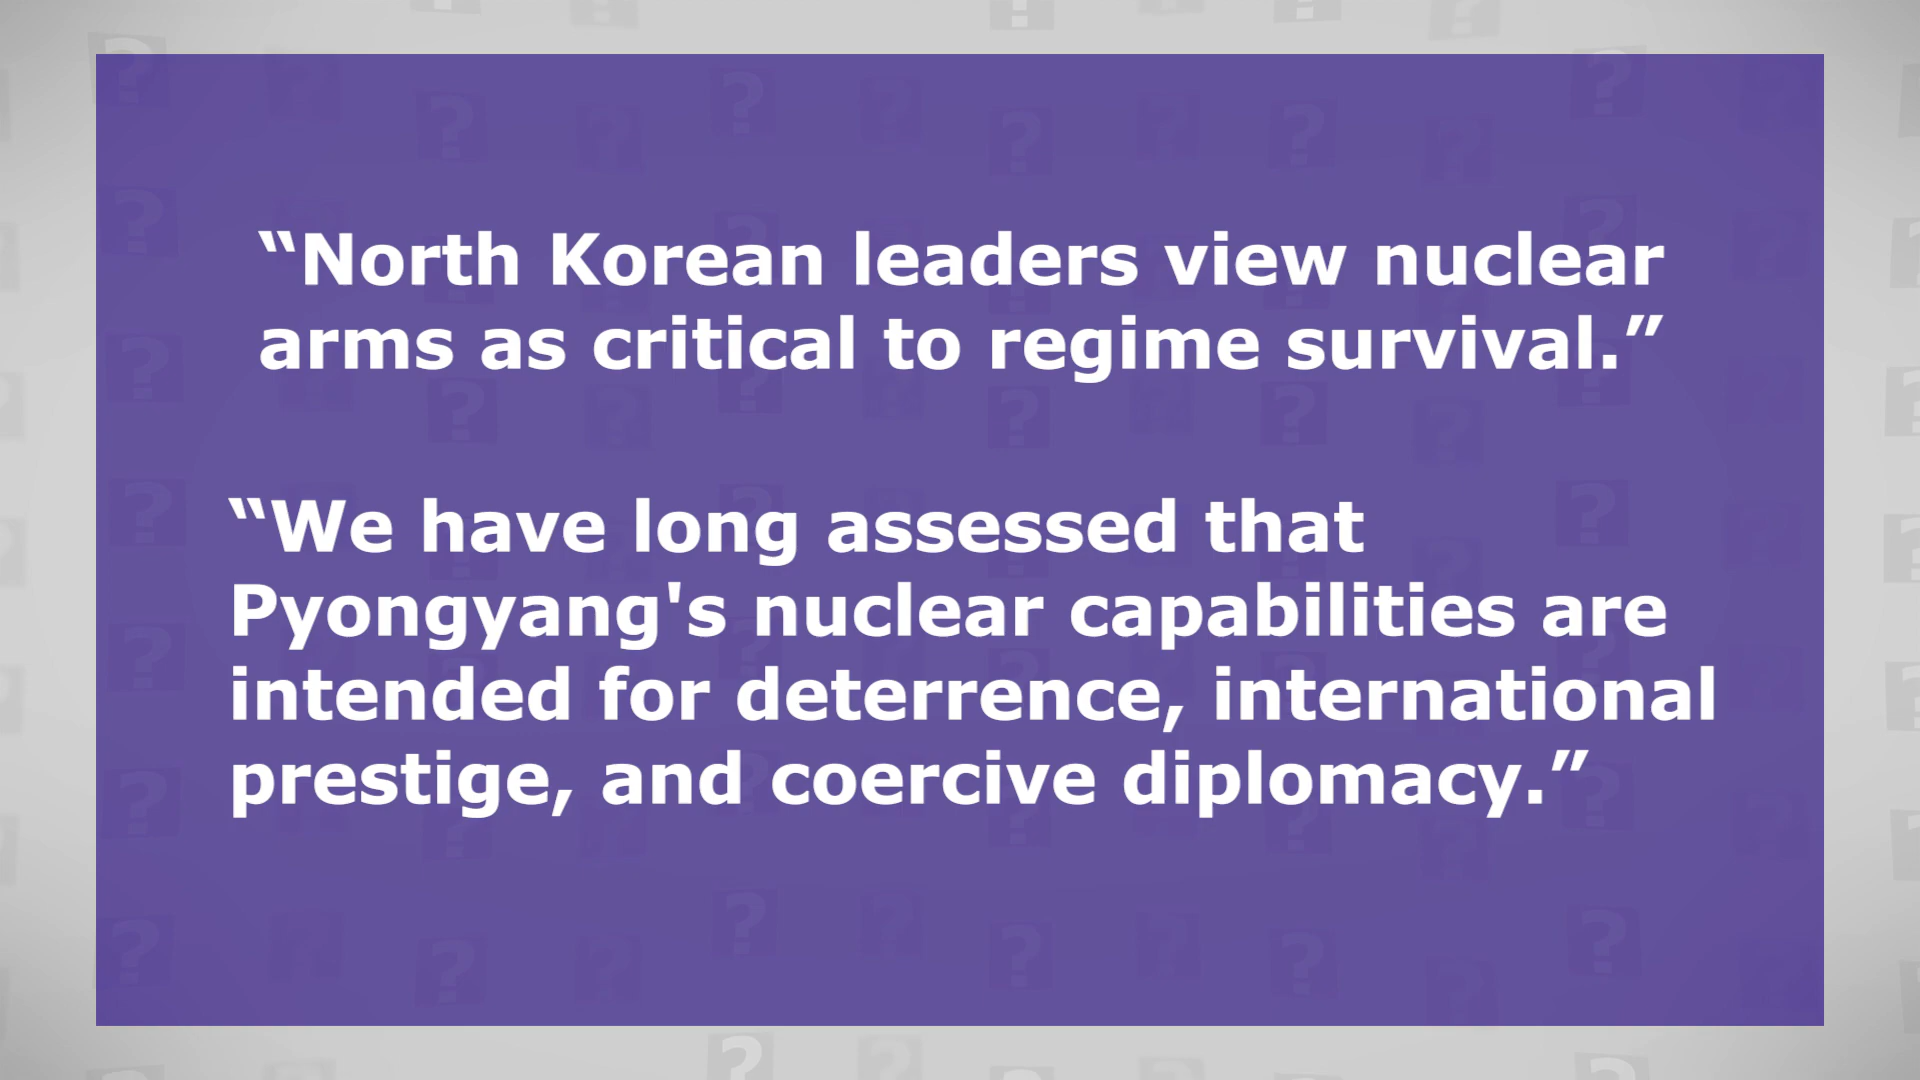 “North Korean leaders view nuclear
arms as critical to regime survival.”
“We have long assessed that
Pyongyang's nuclear capabilities are
intended for deterrence, international
prestige, and coercive diplomacy.”